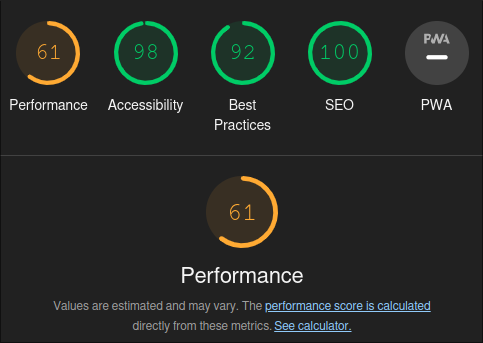 61 98 92 100 PWA
Performance Accessibility Best Practices SEO PWA
61
Performance
Values are estimated and may vary. The performance score is calculated
directly from these metrics. See calculator.